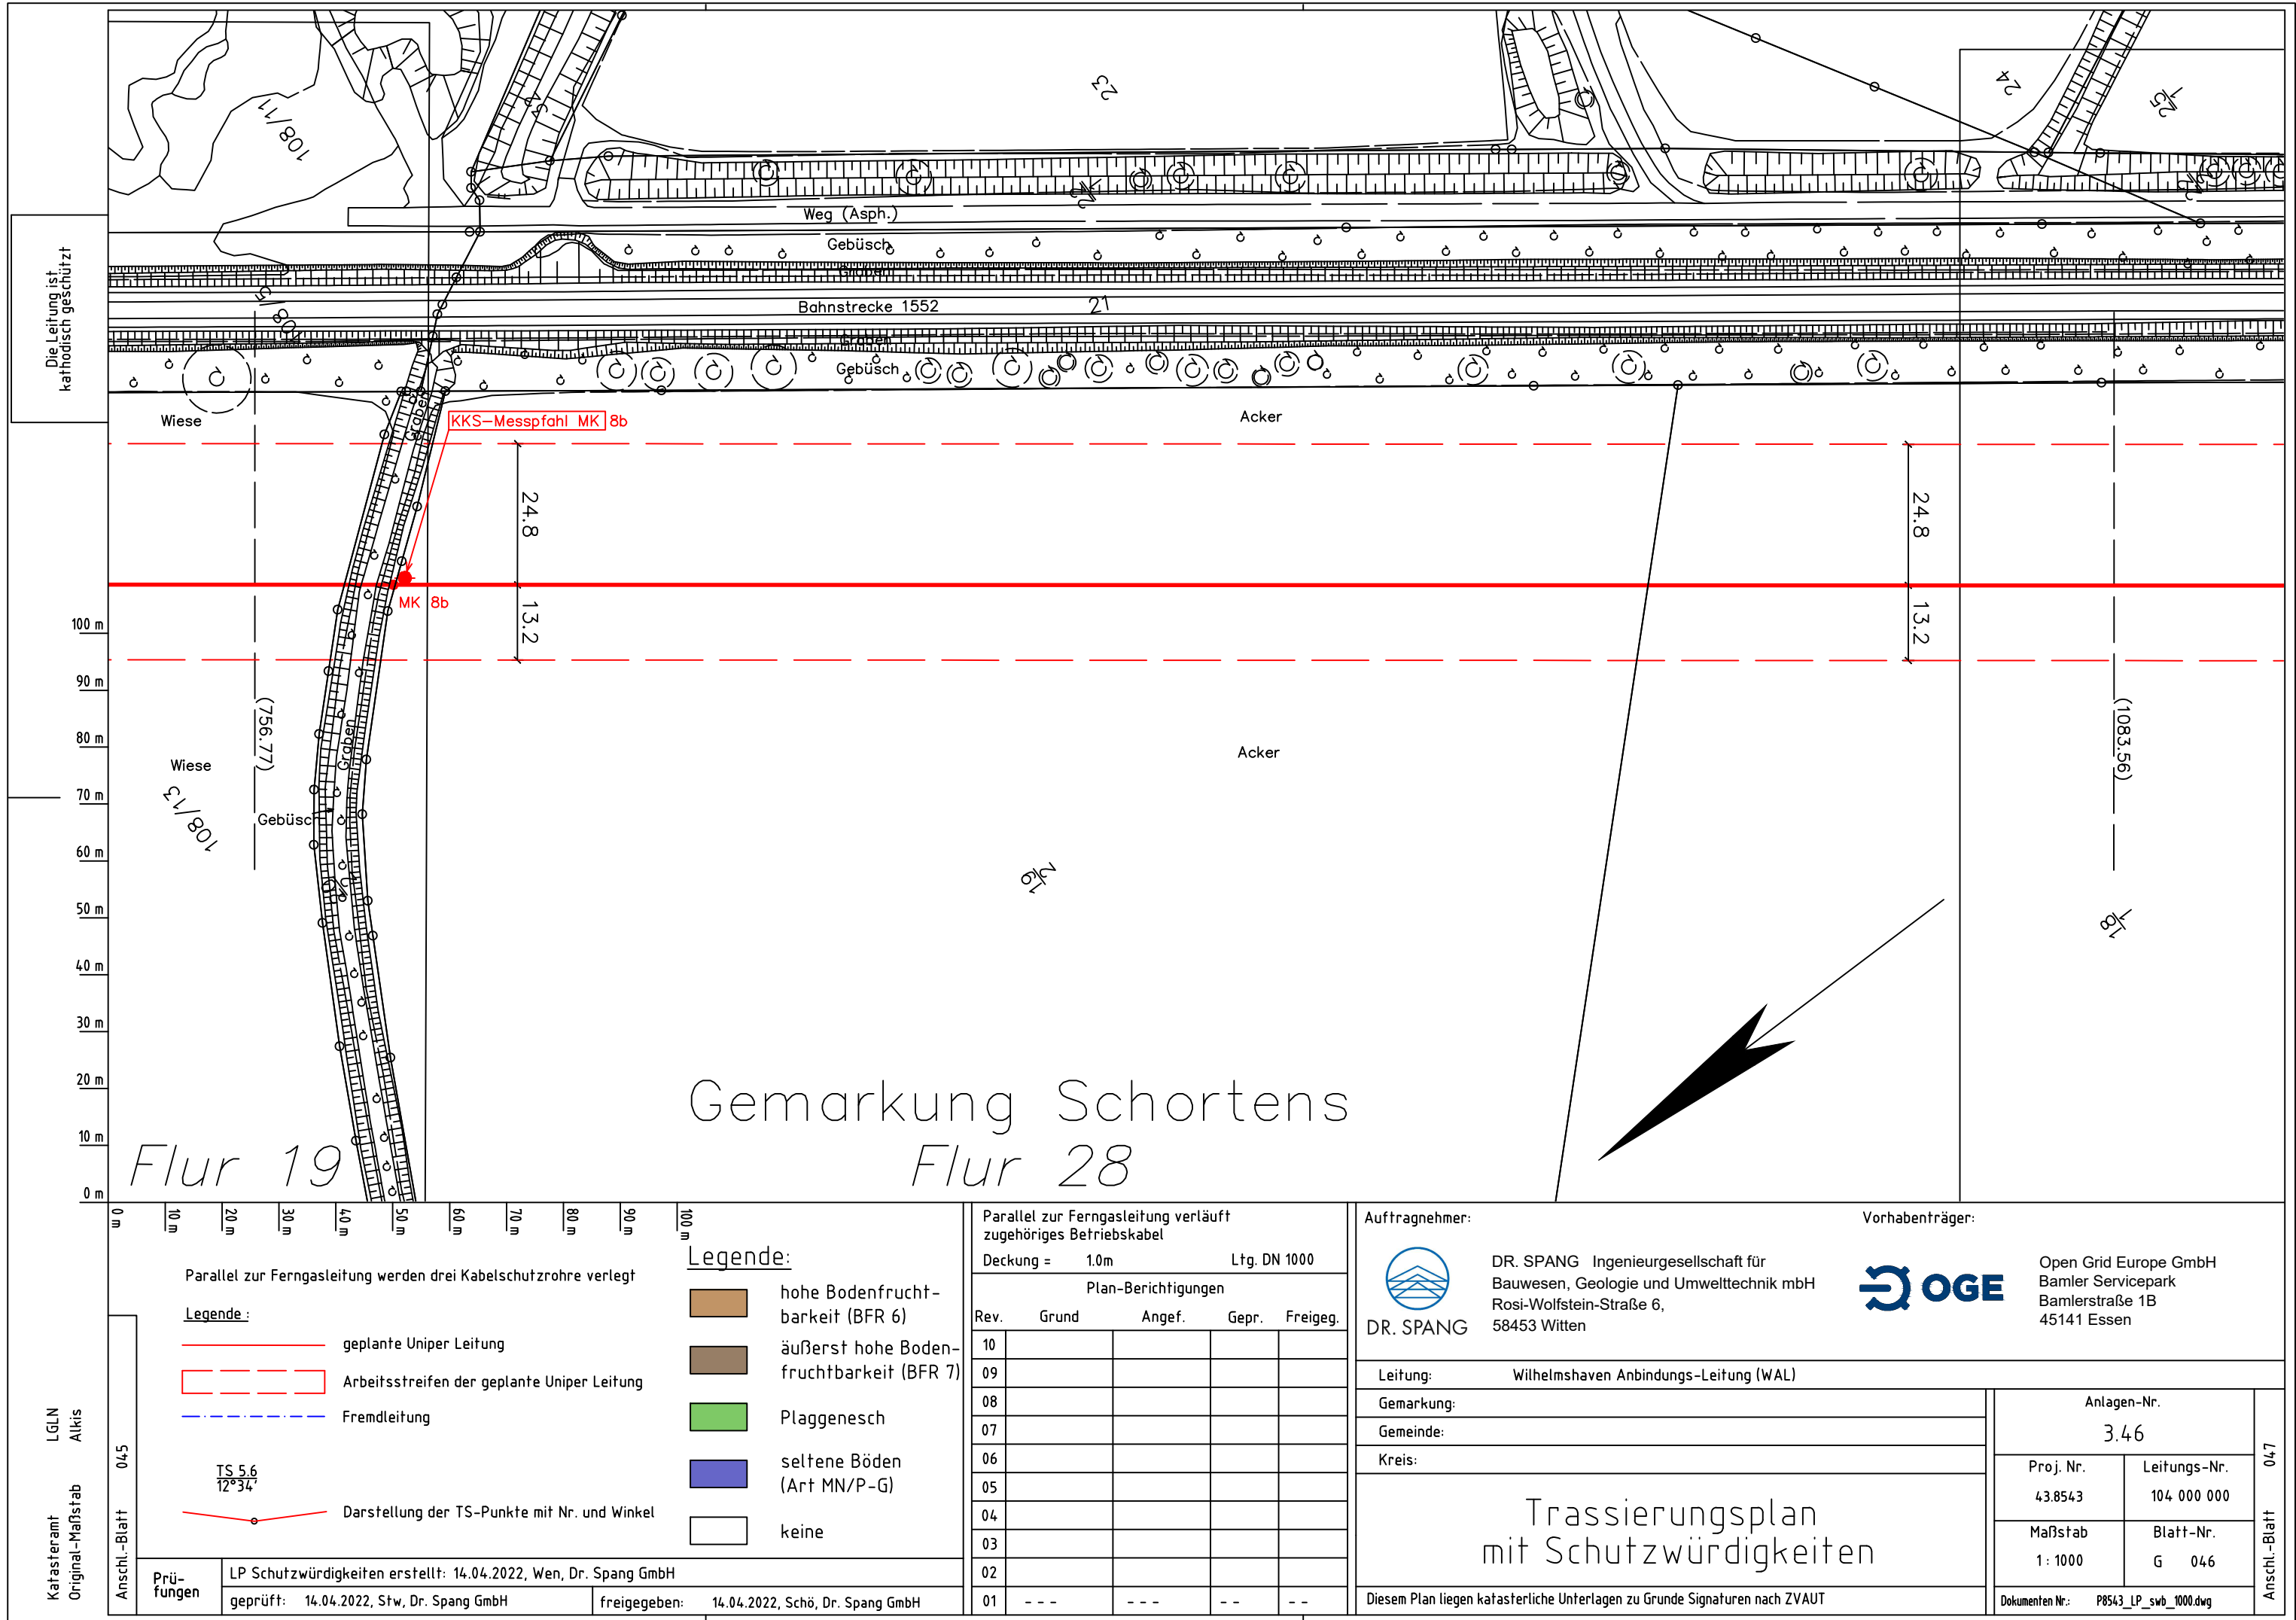 23
24
25/1
108/11
Weg (Asph.)
Gebüsch
Graben
Bahnstrecke 1552
21
Graben
Gebüsch
Die Leitung ist
kathodisch geschützt
108/5
Wiese
Graben
KKS-Messpfahl MK 8b
Acker
24.8
24.8
MK 8b
13.2
13.2
(756.77)
(1083.56)
Graben
Wiese
108/13
Gebüsc
Acker
19/2
18/1
100 m
90 m
80 m
70 m
60 m
50 m
40 m
30 m
20 m
10 m
0 m
Gemarkung Schortens
Flur 19
Flur 28
0 m
10 m
20 m
30 m
40 m
50 m
60 m
70 m
80 m
90 m
100 m
Parallel zur Ferngasleitung werden drei Kabelschutzrohre verlegt
Legende :
geplante Uniper Leitung
Arbeitsstreifen der geplante Uniper Leitung
Fremdleitung
TS 5.6
12°34'
Darstellung der TS-Punkte mit Nr. und Winkel
Legende:
hohe Bodenfrucht-
barkeit (BFR 6)
äußerst hohe Boden-
fruchtbarkeit (BFR 7)
Plaggenesch
seltene Böden
(Art MN/P-G)
keine
Katasteramt LGLN
Original-Maßstab Alkis
Anschl.-Blatt 045
Prü-
fungen
LP Schutzwürdigkeiten erstellt: 14.04.2022, Wen, Dr. Spang GmbH
geprüft: 14.04.2022, Stw, Dr. Spang GmbH
freigegeben: 14.04.2022, Schö, Dr. Spang GmbH
Parallel zur Ferngasleitung verläuft
zugehöriges Betriebskabel
Deckung = 1.0m Ltg. DN 1000
Plan-Berichtigungen
Rev. Grund Angef. Gepr. Freigeg.
10
09
08
07
06
05
04
03
02
01 - - - - - - - - - -
Auftragnehmer:
DR. SPANG
DR. SPANG Ingenieurgesellschaft für
Bauwesen, Geologie und Umwelttechnik mbH
Rosi-Wolfstein-Straße 6,
58453 Witten
Vorhabenträger:
OGE
Open Grid Europe GmbH
Bamler Servicepark
Bamlerstraße 1B
45141 Essen
Leitung: Wilhelmshaven Anbindungs-Leitung (WAL)
Gemarkung:
Gemeinde:
Kreis:
Trassierungsplan
mit Schutzwürdigkeiten
Diesem Plan liegen katasterliche Unterlagen zu Grunde Signaturen nach ZVAUT
Anlagen-Nr.
3.46
Proj. Nr.
43.8543
Leitungs-Nr.
104 000 000
Maßstab
1 : 1000
Blatt-Nr.
G 046
Dokumenten Nr.: P8543_LP_swb_1000.dwg
Anschl.-Blatt 047